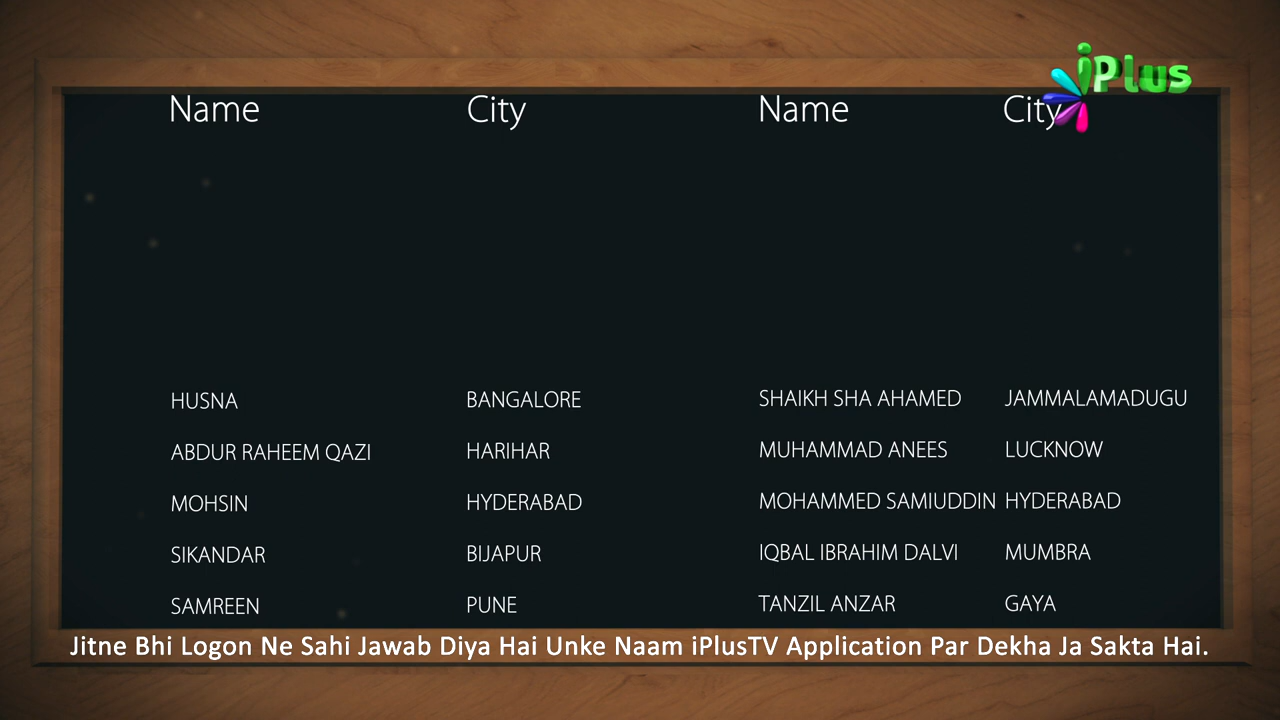 iPlus
Name City Name City
HUSNA BANGALORE SHAIKH SHA AHAMED JAMMALAMADUGU
ABDUR RAHEEM QAZI HARIHAR MUHAMMAD ANEES LUCKNOW
MOHSIN HYDERABAD MOHAMMED SAMIUDDIN HYDERABAD
SIKANDAR BIJAPUR IQBAL IBRAHIM DALVI MUMBRA
SAMREEN PUNE TANZIL ANZAR GAYA
Jitne Bhi Logon Ne Sahi Jawab Diya Hai Unke Naam iPlusTV Application Par Dekha Ja Sakta Hai.